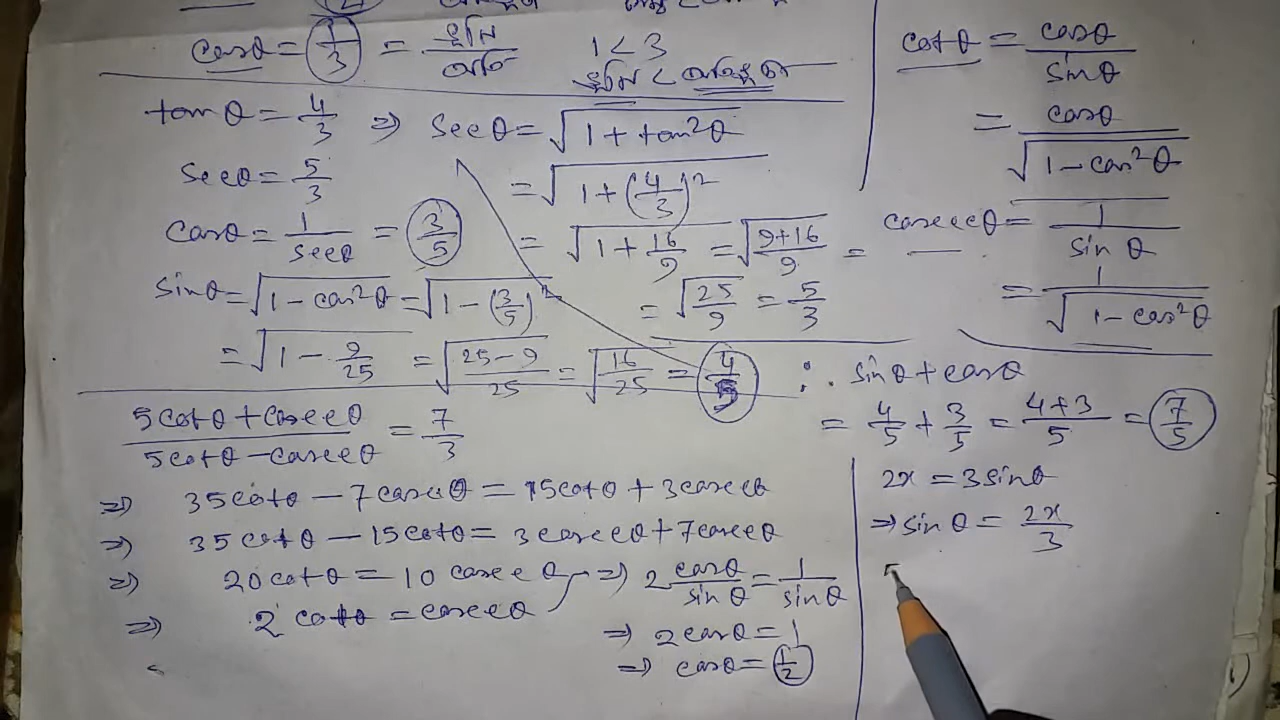 cosθ = 1/3 = ভূমি/অতি
1 < 3
ভূমি < অতিভুজ
cotθ = cosθ/sinθ
= cosθ/√(1-cos²θ)
cosecθ = 1/sinθ
= 1/√(1-cos²θ)
tanθ = 4/3 ⇒ secθ = √(1+tan²θ)
secθ = 5/3
= √(1+(4/3)²)
cosθ = 1/secθ = 3/5
= √(1+16/9) = √((9+16)/9) =
= √(25/9) = 5/3
sinθ = √(1-cos²θ) = √(1-(3/5)²)
= √(1-9/25) = √((25-9)/25) = √(16/25) = 4/5
∴ sinθ+cosθ
= 4/5 + 3/5 = (4+3)/5 = 7/5
(5cotθ+cosecθ)/(5cotθ-cosecθ) = 7/3
⇒ 35cotθ - 7cosecθ = 15cotθ + 3cosecθ
⇒ 35cotθ - 15cotθ = 3cosecθ + 7cosecθ
⇒ 20cotθ = 10cosecθ
⇒ 2cotθ = cosecθ
⇒ 2 cosθ/sinθ = 1/sinθ
⇒ 2cosθ = 1
⇒ cosθ = 1/2
2x = 3sinθ
⇒ sinθ = 2x/3